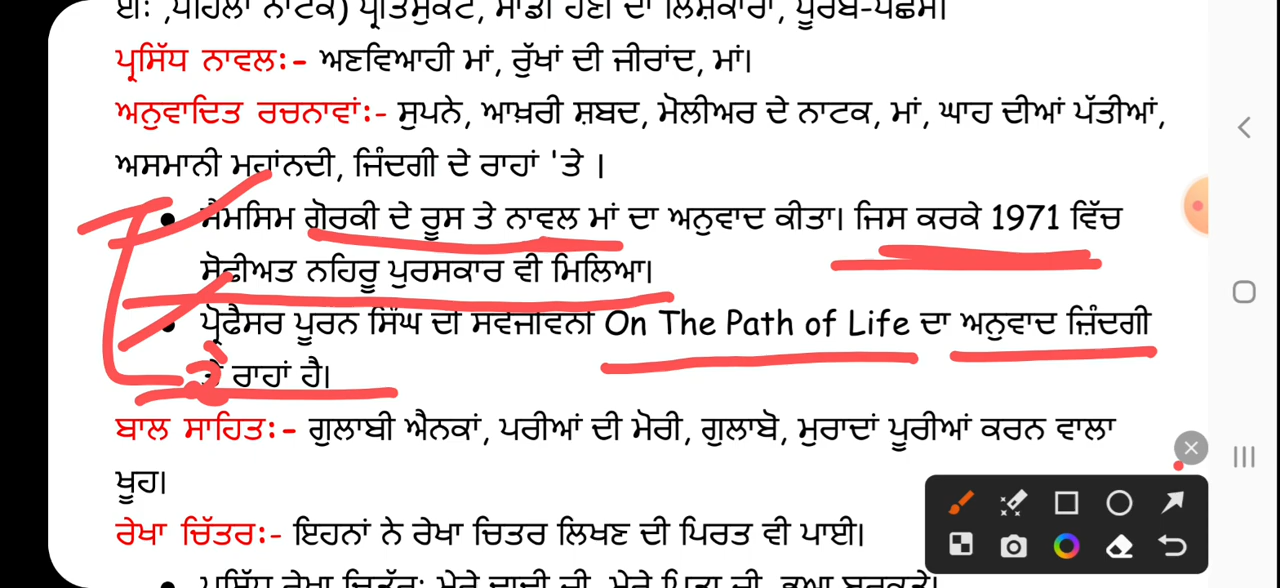 ਪ੍ਰਸਿੱਧ ਨਾਵਲ:- ਅਣਵਿਆਹੀ ਮਾਂ, ਰੁੱਖਾਂ ਦੀ ਜੀਰਾਂਦ, ਮਾਂ।
ਅਨੁਵਾਦਿਤ ਰਚਨਾਵਾਂ:- ਸੁਪਨੇ, ਆਖ਼ਰੀ ਸ਼ਬਦ, ਮੋਲੀਅਰ ਦੇ ਨਾਟਕ, ਮਾਂ, ਘਾਹ ਦੀਆਂ ਪੱਤੀਆਂ,
ਅਸਮਾਨੀ ਮਹਾਂਨਦੀ, ਜਿੰਦਗੀ ਦੇ ਰਾਹਾਂ 'ਤੇ ।
• ਸੈਮਸਿਮ ਗੋਰਕੀ ਦੇ ਰੂਸ ਤੇ ਨਾਵਲ ਮਾਂ ਦਾ ਅਨੁਵਾਦ ਕੀਤਾ। ਜਿਸ ਕਰਕੇ 1971 ਵਿੱਚ
ਸੋਵੀਅਤ ਨਹਿਰੂ ਪੁਰਸਕਾਰ ਵੀ ਮਿਲਿਆ।
• ਪ੍ਰੋਫੈਸਰ ਪੂਰਨ ਸਿੰਘ ਦੀ ਸਵੈਜੀਵਨੀ On The Path of Life ਦਾ ਅਨੁਵਾਦ ਜ਼ਿੰਦਗੀ
ਰਾਹਾਂ ਹੈ।
ਬਾਲ ਸਾਹਿਤ:- ਗੁਲਾਬੀ ਐਨਕਾਂ, ਪਰੀਆਂ ਦੀ ਮੋਰੀ, ਗੁਲਾਬੋ, ਮੁਰਾਦਾਂ ਪੂਰੀਆਂ ਕਰਨ ਵਾਲਾ
ਖੂਹ।
ਰੇਖਾ ਚਿੱਤਰ:- ਇਹਨਾਂ ਨੇ ਰੇਖਾ ਚਿਤਰ ਲਿਖਣ ਦੀ ਪਿਰਤ ਵੀ ਪਾਈ।